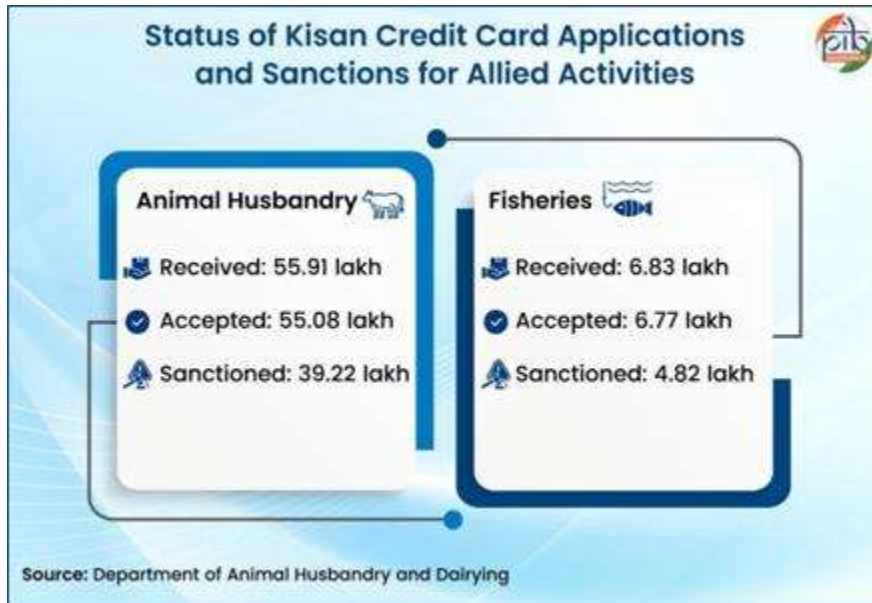 Status of Kisan Credit Card Applications
and Sanctions for Allied Activities
pib
Animal Husbandry
Received: 55.91 lakh
Accepted: 55.08 lakh
Sanctioned: 39.22 lakh
Fisheries
Received: 6.83 lakh
Accepted: 6.77 lakh
Sanctioned: 4.82 lakh
Source: Department of Animal Husbandry and Dairying